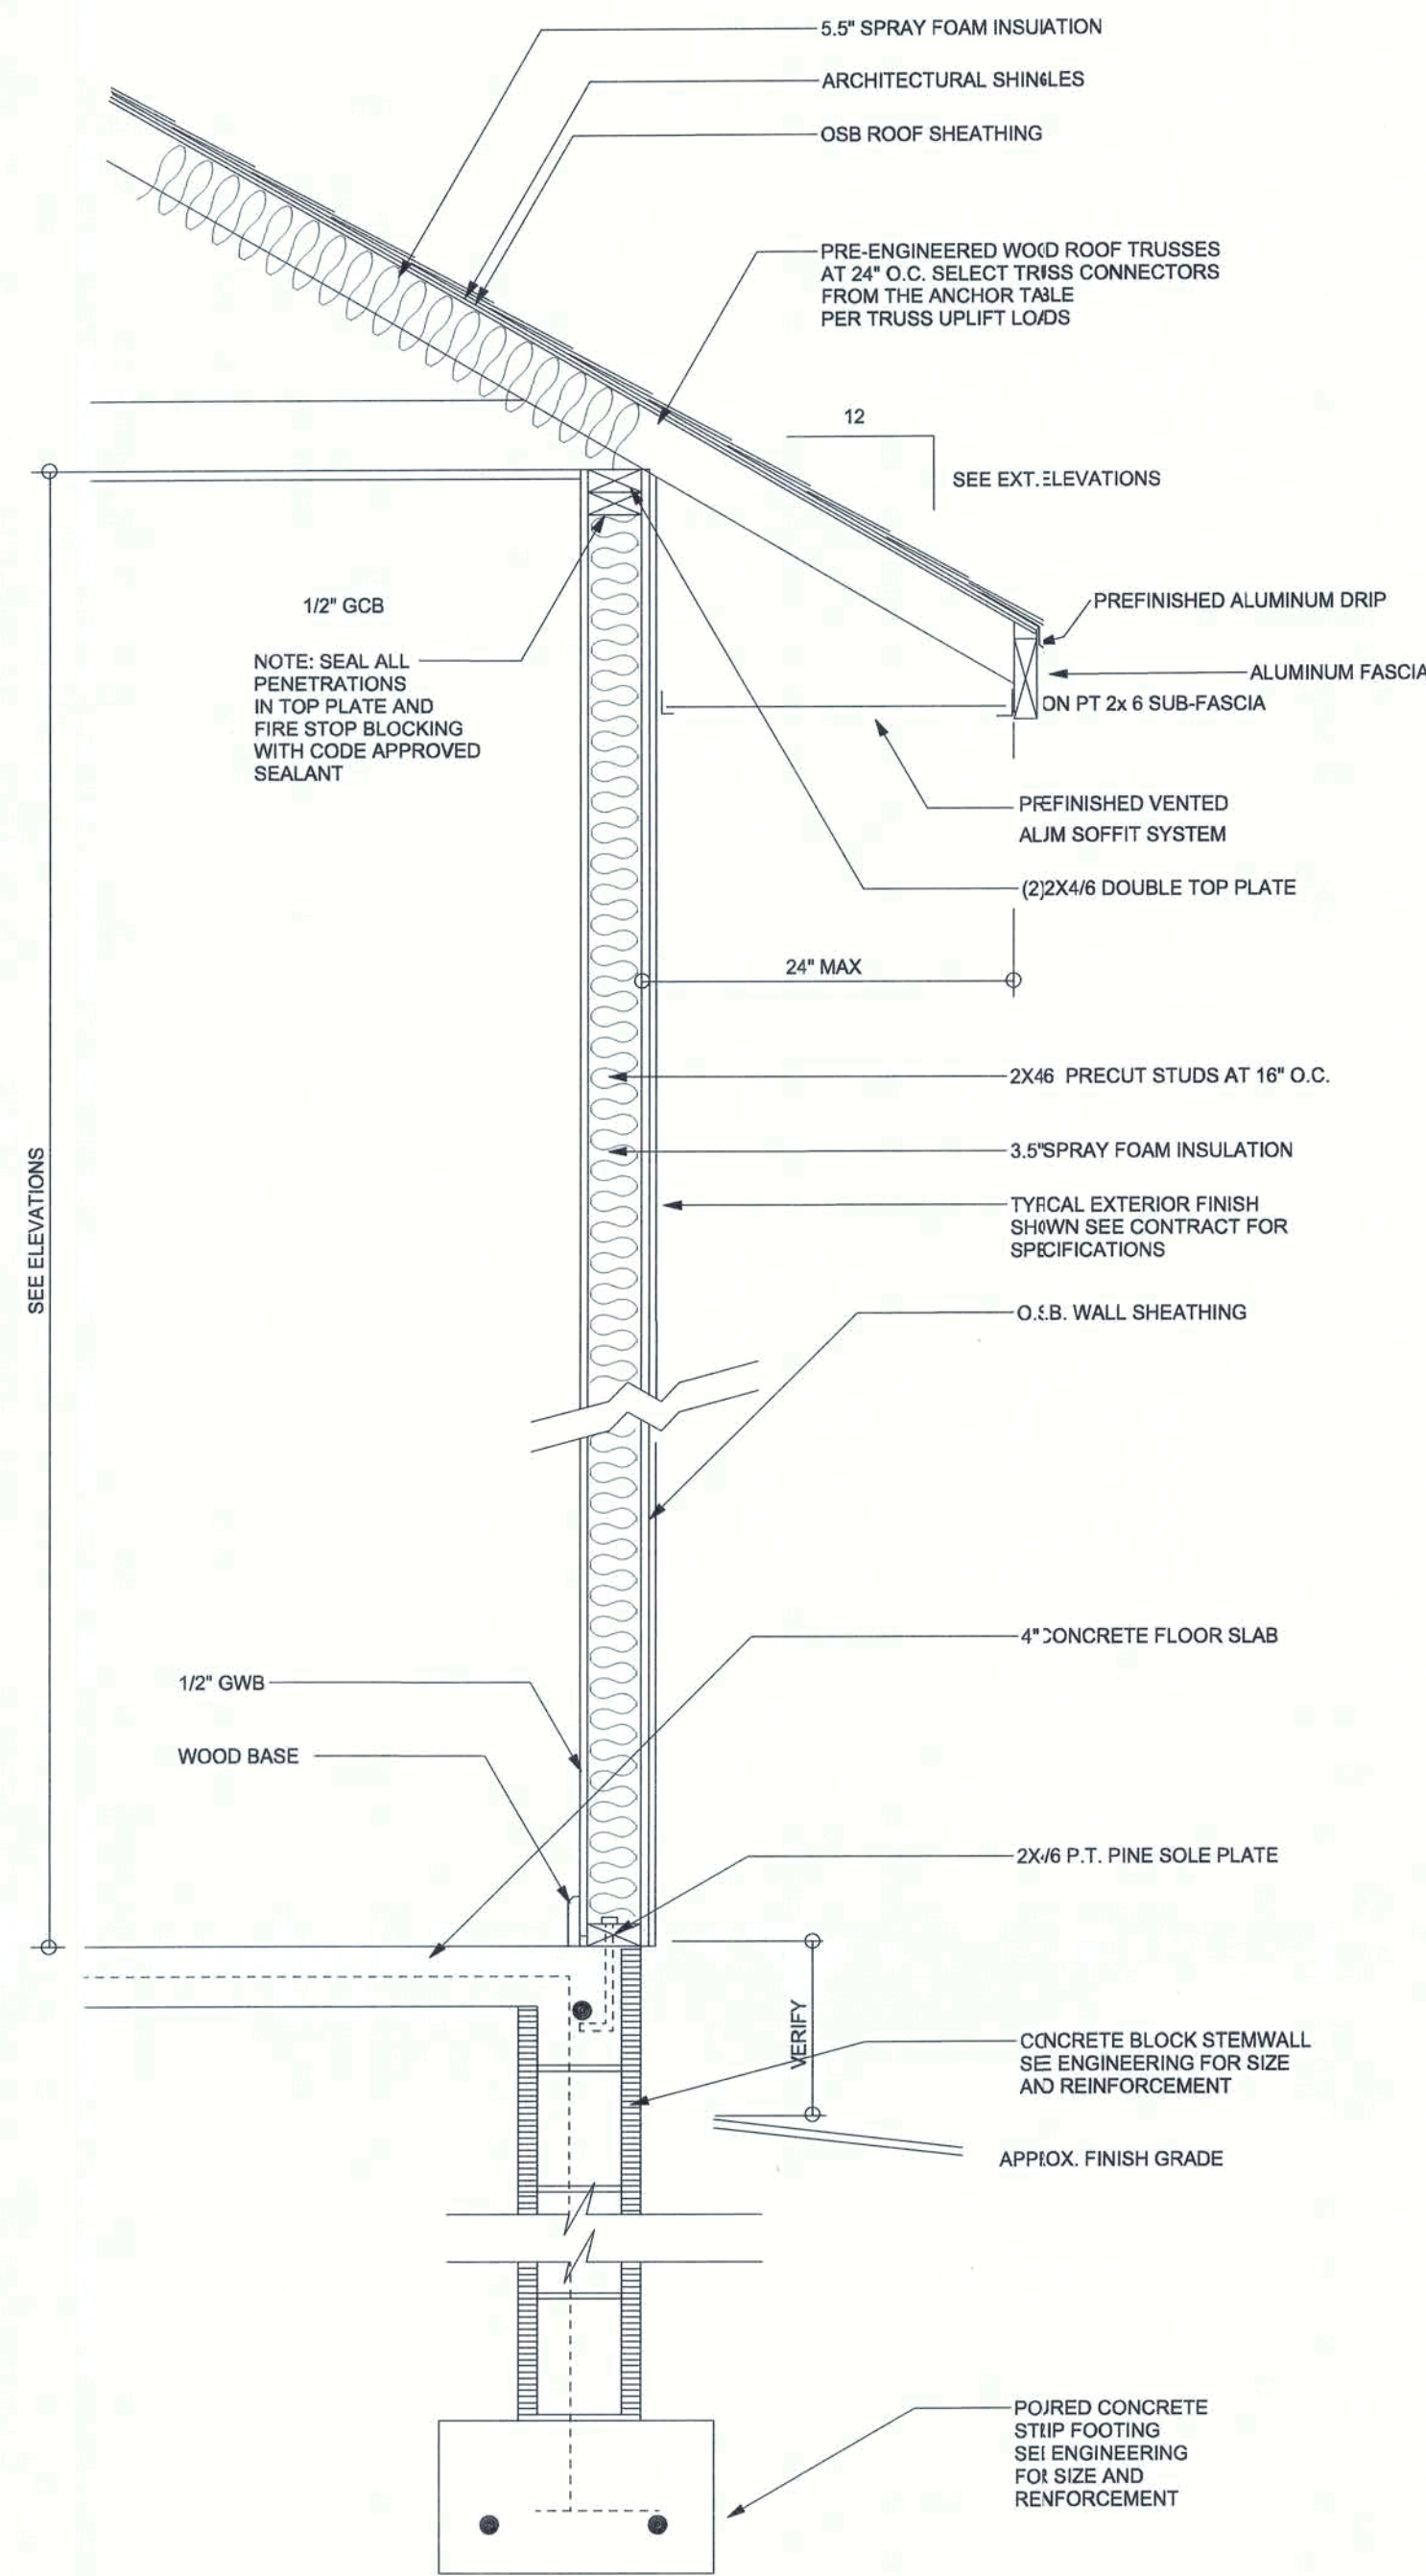 5.5" SPRAY FOAM INSULATION
ARCHITECTURAL SHINGLES
OSB ROOF SHEATHING
PRE-ENGINEERED WOOD ROOF TRUSSES
AT 24" O.C. SELECT TRUSS CONNECTORS
FROM THE ANCHOR TABLE
PER TRUSS UPLIFT LOADS
12
SEE EXT. ELEVATIONS
1/2" GCB
NOTE: SEAL ALL
PENETRATIONS
IN TOP PLATE AND
FIRE STOP BLOCKING
WITH CODE APPROVED
SEALANT
PREFINISHED ALUMINUM DRIP
ALUMINUM FASCIA
ON PT 2x 6 SUB-FASCIA
PREFINISHED VENTED
ALUM SOFFIT SYSTEM
(2)2X4/6 DOUBLE TOP PLATE
24" MAX
2X46 PRECUT STUDS AT 16" O.C.
3.5"SPRAY FOAM INSULATION
TYPICAL EXTERIOR FINISH
SHOWN SEE CONTRACT FOR
SPECIFICATIONS
O.S.B. WALL SHEATHING
SEE ELEVATIONS
4" CONCRETE FLOOR SLAB
1/2" GWB
WOOD BASE
2X4/6 P.T. PINE SOLE PLATE
VERIFY
CONCRETE BLOCK STEMWALL
SEE ENGINEERING FOR SIZE
AND REINFORCEMENT
APPROX. FINISH GRADE
POURED CONCRETE
STRIP FOOTING
SEE ENGINEERING
FOR SIZE AND
REINFORCEMENT